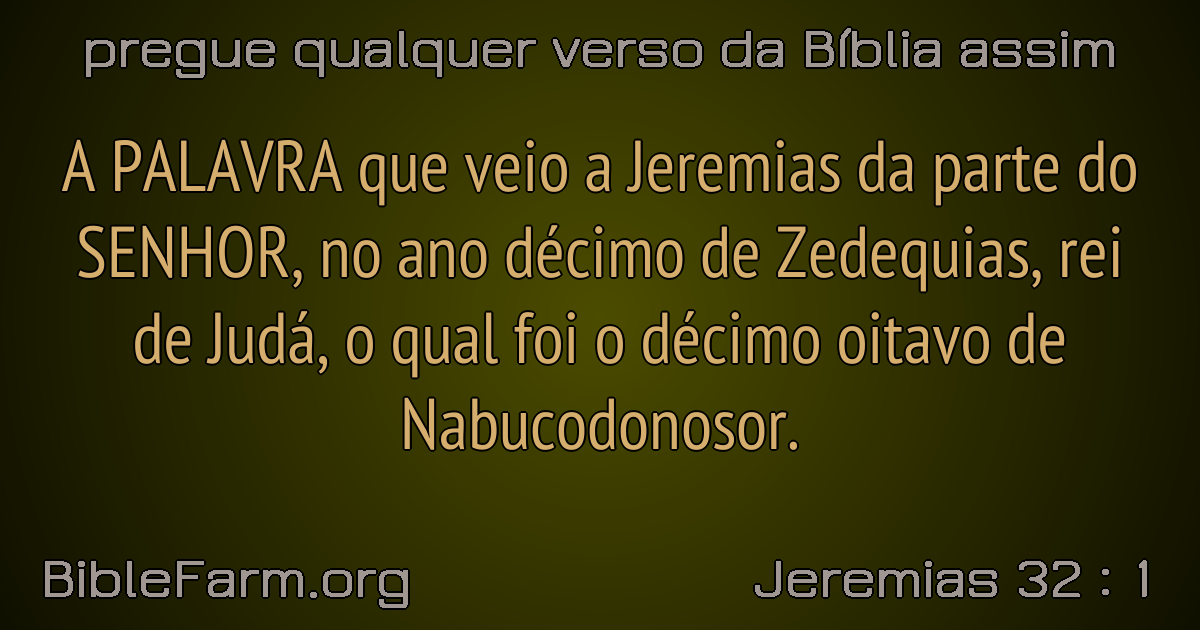 pregue qualquer verso da Bíblia assim
A PALAVRA que veio a Jeremias da parte do
SENHOR, no ano décimo de Zedequias, rei
de Judá, o qual foi o décimo oitavo de
Nabucodonosor.
BibleFarm.org
Jeremias 32 : 1